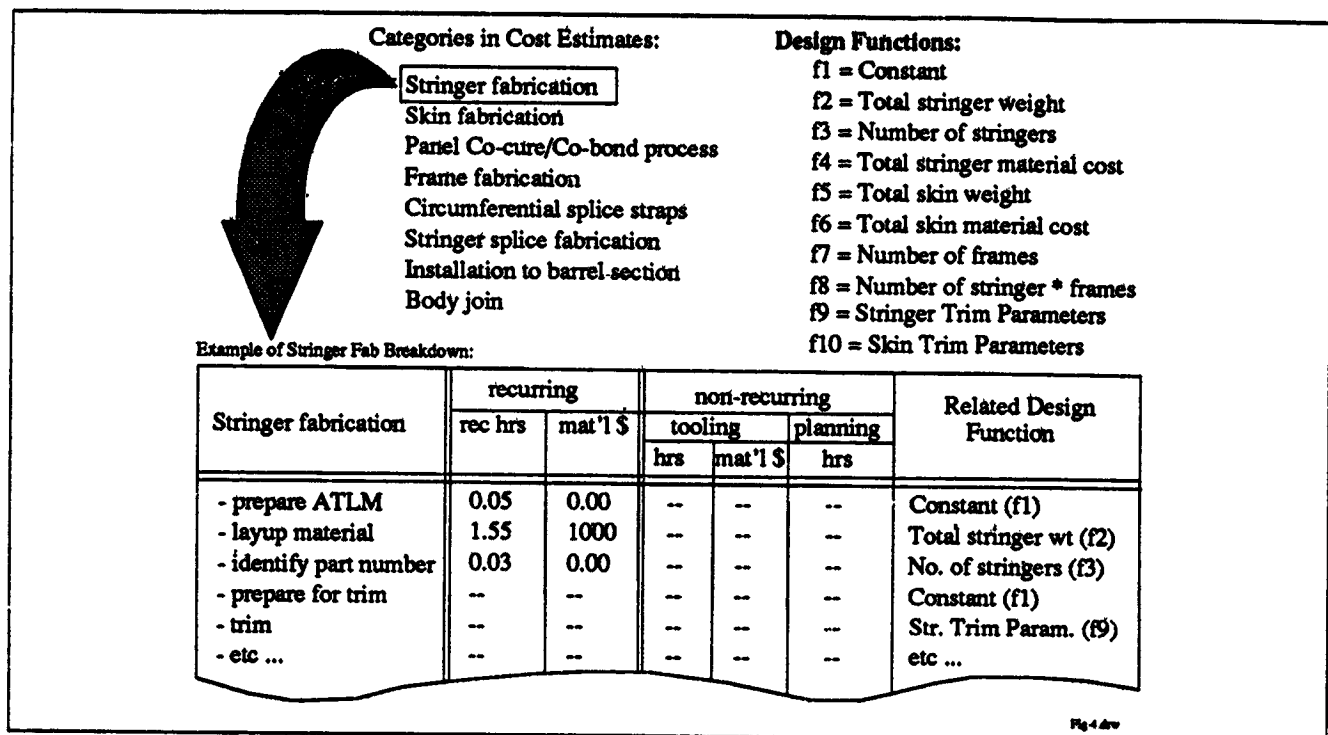 Categories in Cost Estimates:
Stringer fabrication
Skin fabrication
Panel Co-cure/Co-bond process
Frame fabrication
Circumferential splice straps
Stringer splice fabrication
Installation to barrel-section
Body join
Design Functions:
f1 = Constant
f2 = Total stringer weight
f3 = Number of stringers
f4 = Total stringer material cost
f5 = Total skin weight
f6 = Total skin material cost
f7 = Number of frames
f8 = Number of stringer * frames
f9 = Stringer Trim Parameters
f10 = Skin Trim Parameters
Example of Stringer Fab Breakdown:
Stringer fabrication recurring non-recurring Related Design Function
rec hrs mat'l $ tooling planning
hrs mat'l $ hrs
- prepare ATLM 0.05 0.00 -- -- -- Constant (f1)
- layup material 1.55 1000 -- -- -- Total stringer wt (f2)
- identify part number 0.03 0.00 -- -- -- No. of stringers (f3)
- prepare for trim -- -- -- -- -- Constant (f1)
- trim -- -- -- -- -- Str. Trim Param. (f9)
- etc ... -- -- -- -- -- etc ...
Fig 4.drw